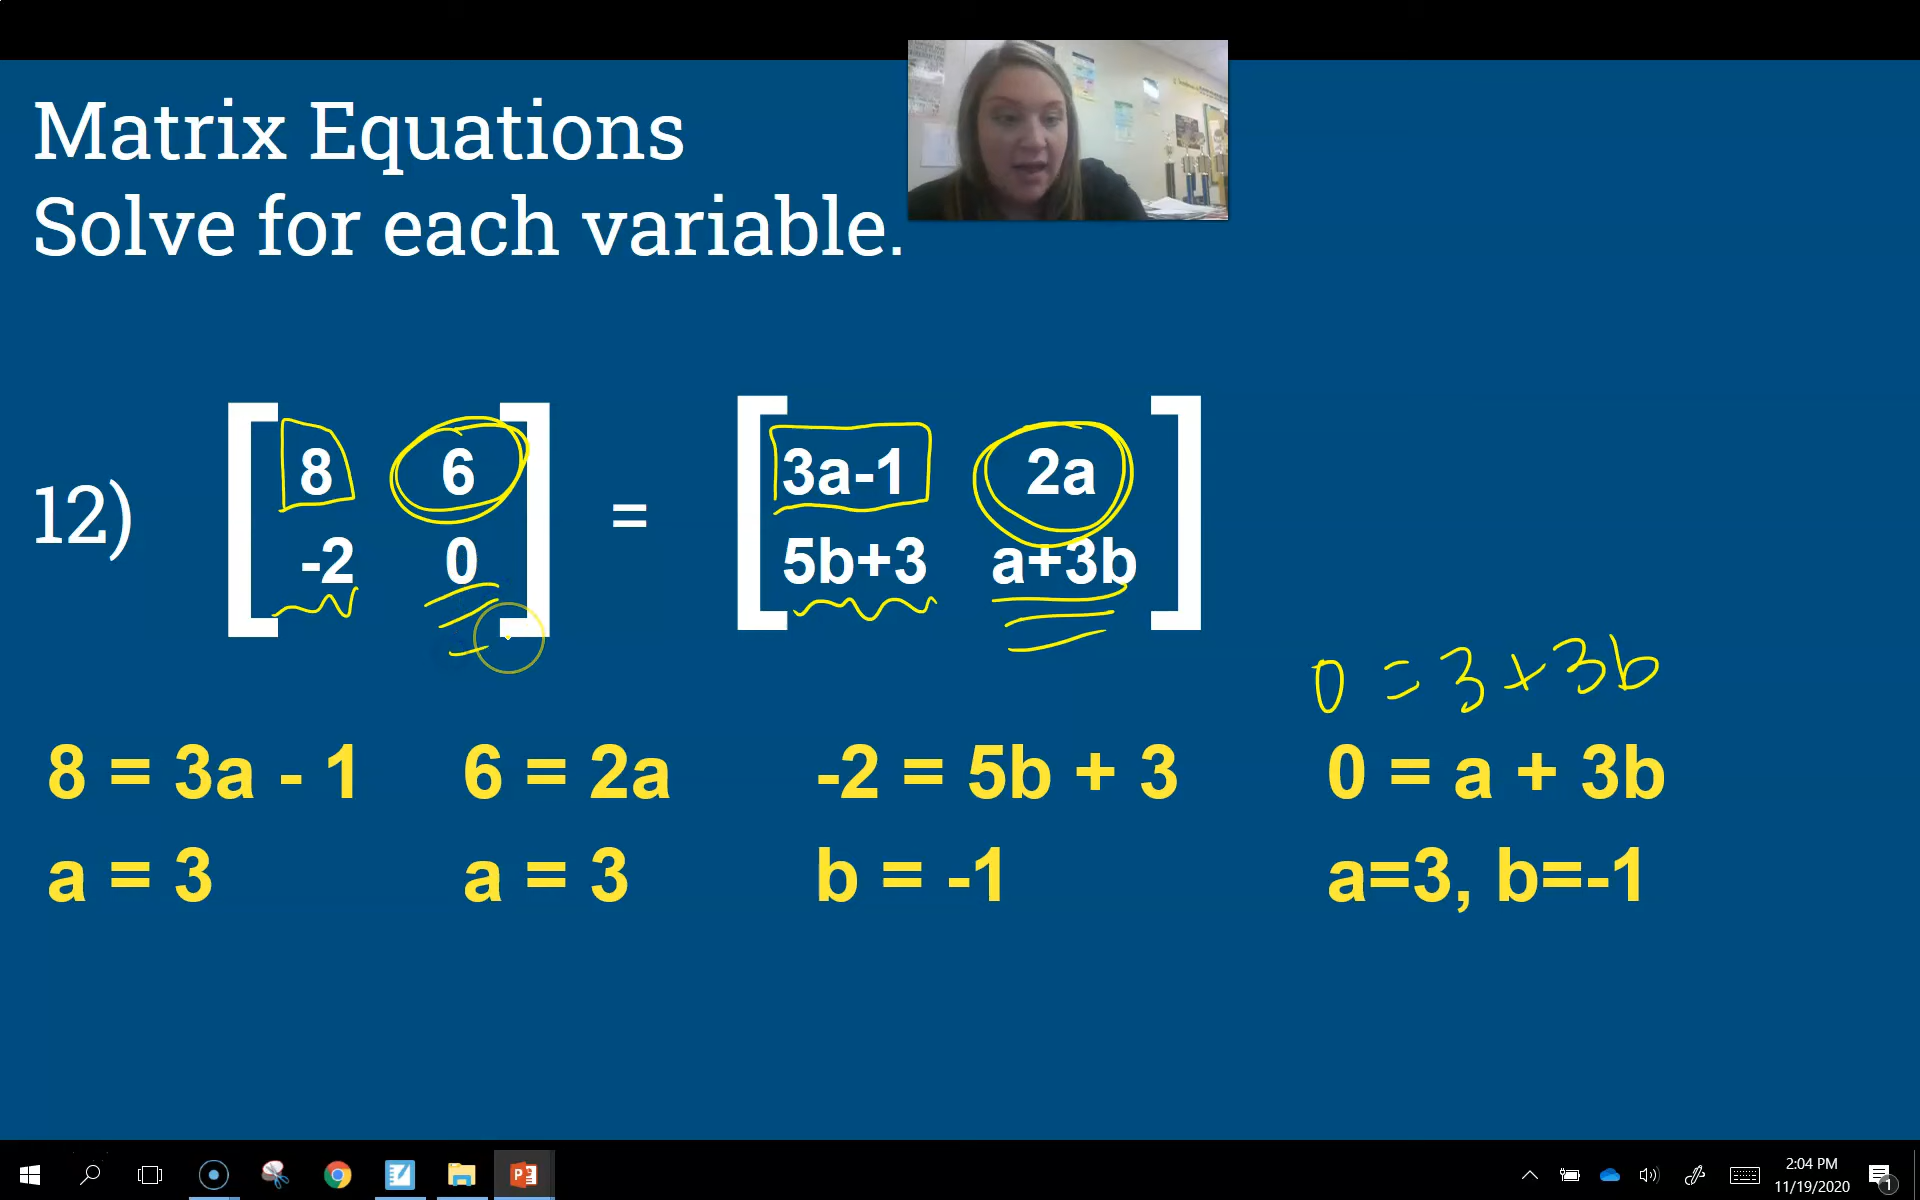 Matrix Equations
Solve for each variable.
12) [ 8 6 ] = [ 3a-1 2a ]
-2 0 5b+3 a+3b
0 = 3 + 3b
8 = 3a - 1 6 = 2a -2 = 5b + 3 0 = a + 3b
a = 3 a = 3 b = -1 a=3, b=-1
2:04 PM
11/19/2020
1